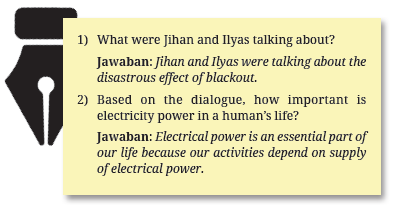 1) What were Jihan and Ilyas talking about?
Jawaban: Jihan and Ilyas were talking about the
disastrous effect of blackout.
2) Based on the dialogue, how important is
electricity power in a human's life?
Jawaban: Electrical power is an essential part of
our life because our activities depend on supply
of electrical power.